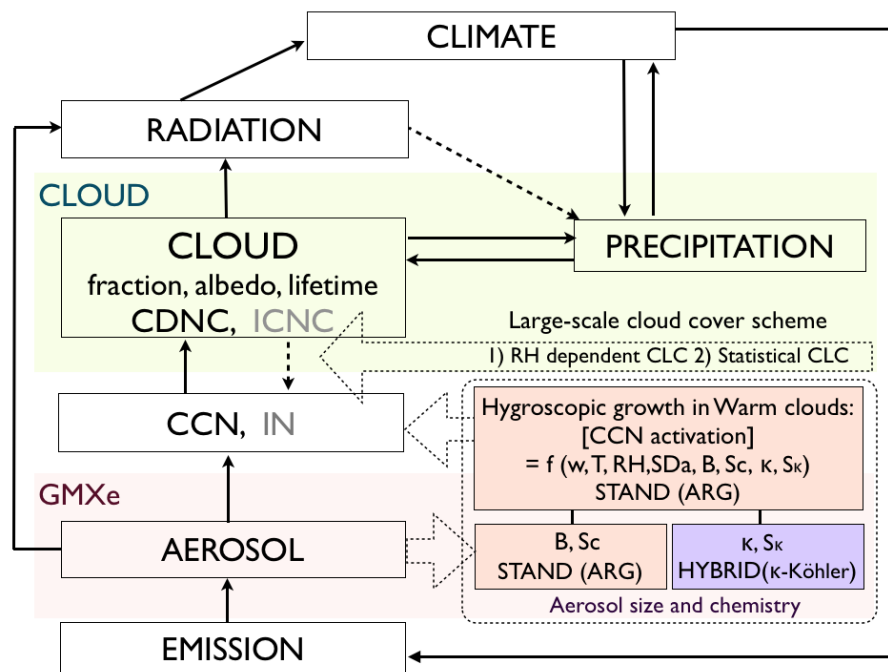 CLIMATE
RADIATION
CLOUD
CLOUD
fraction, albedo, lifetime
CDNC, ICNC
PRECIPITATION
Large-scale cloud cover scheme
1) RH dependent CLC 2) Statistical CLC
CCN, IN
Hygroscopic growth in Warm clouds:
[CCN activation]
= f (w, T, RH,SDa, B, Sc, κ, Sκ)
STAND (ARG)
GMXe
AEROSOL
B, Sc
STAND (ARG)
κ, Sκ
HYBRID(κ-Köhler)
Aerosol size and chemistry
EMISSION